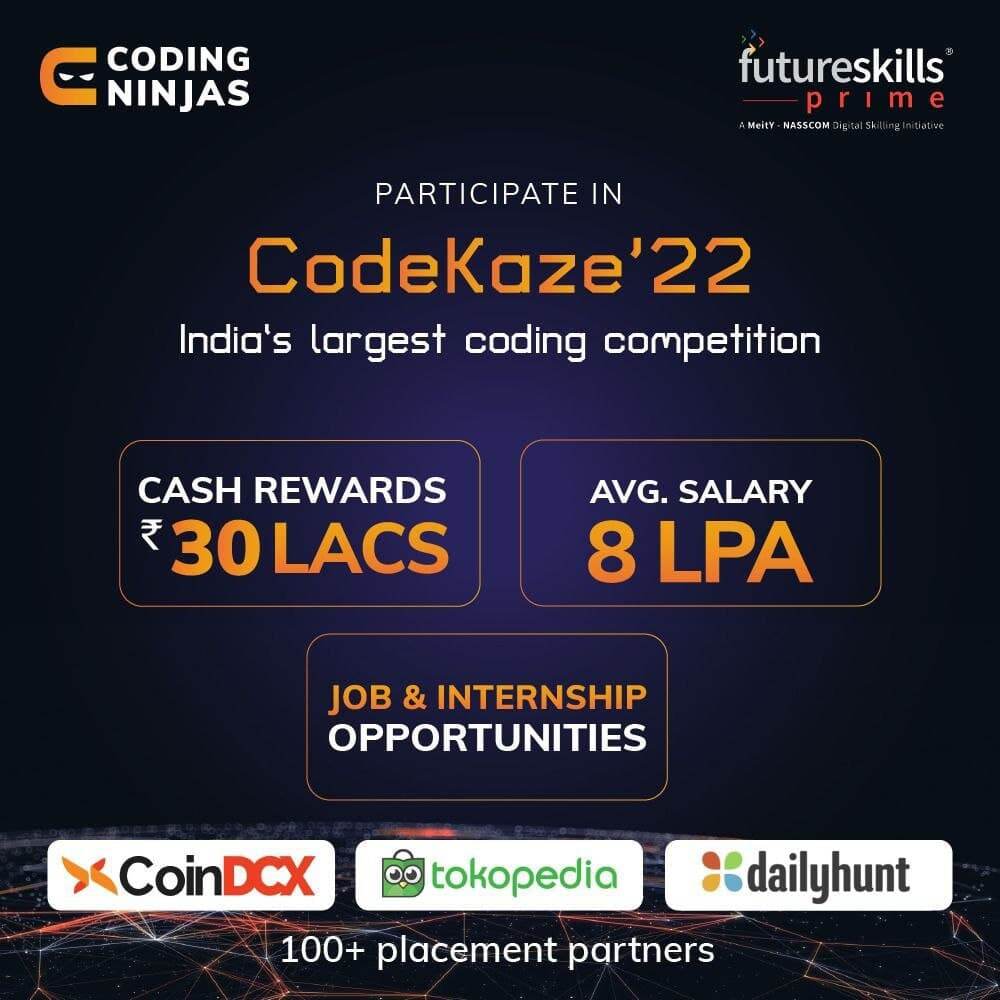 CODING
NINJAS
futureskills®
prime
A MeitY - NASSCOM Digital Skilling Initiative
PARTICIPATE IN
CodeKaze'22
India's largest coding competition
CASH REWARDS
₹30 LACS
AVG. SALARY
8 LPA
JOB & INTERNSHIP
OPPORTUNITIES
CoinDCX
tokopedia
dailyhunt
100+ placement partners